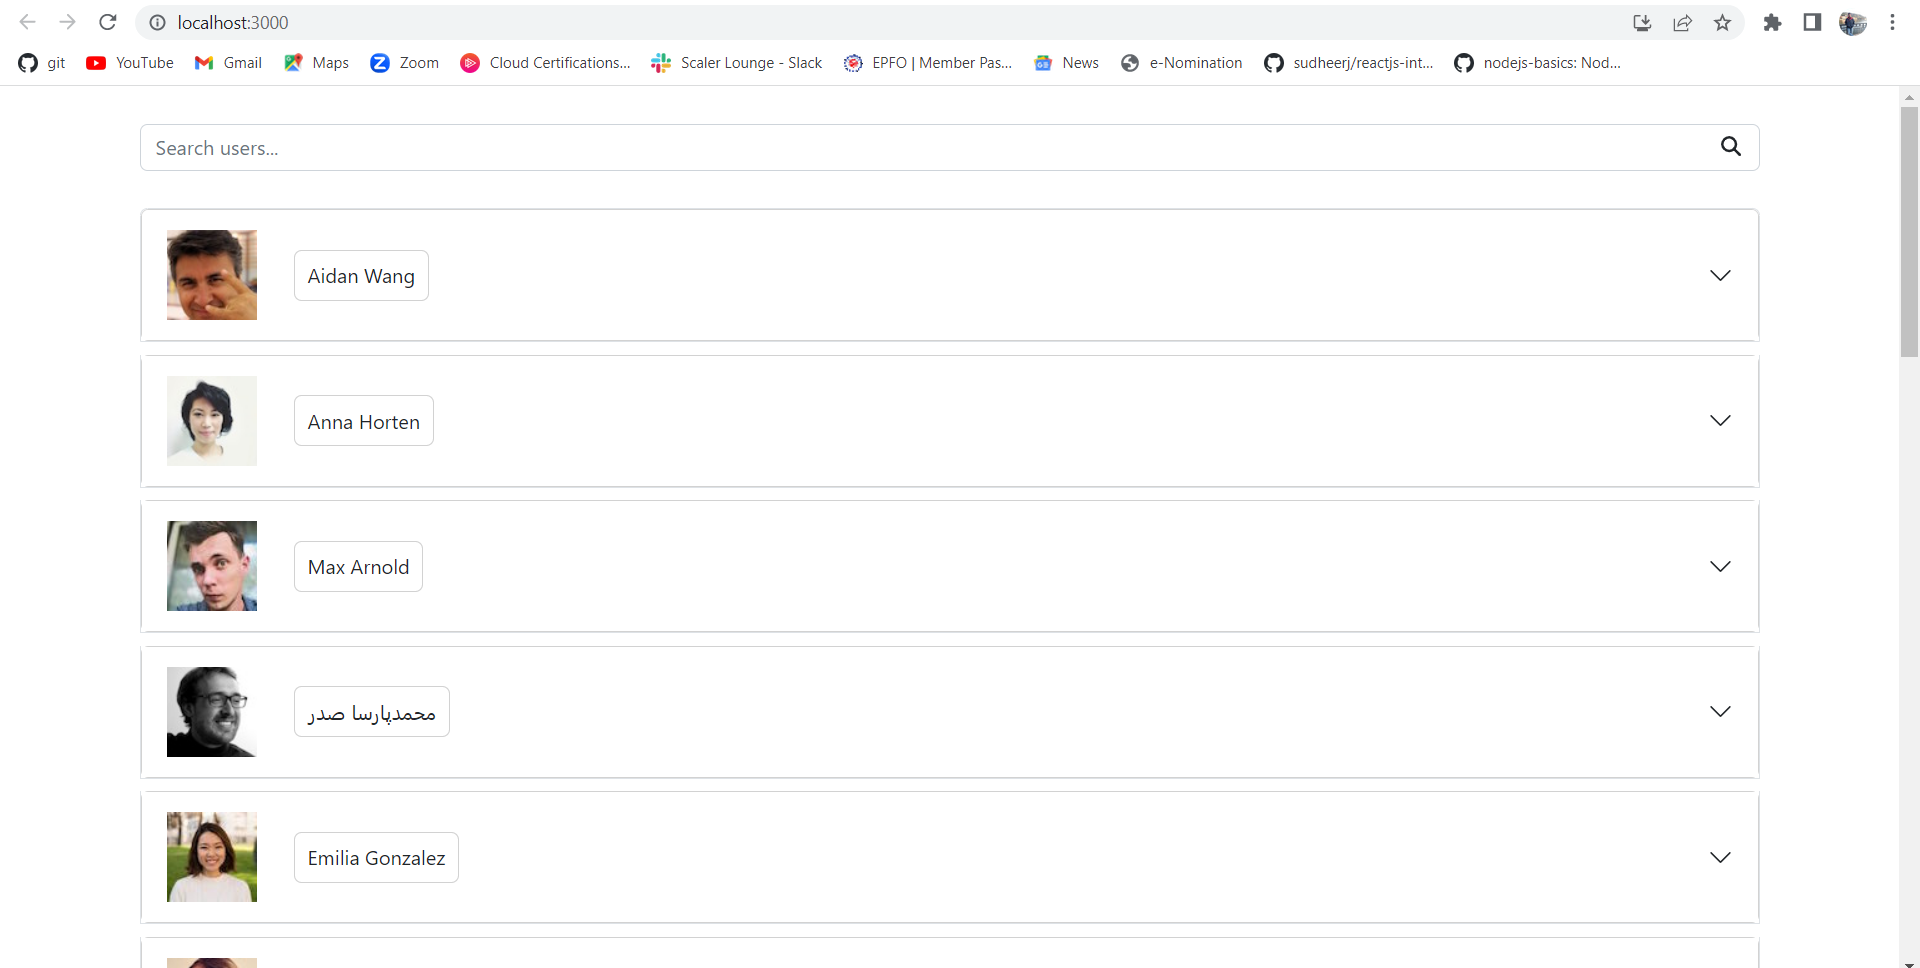 localhost:3000
git YouTube Gmail Maps Zoom Cloud Certifications... Scaler Lounge - Slack EPFO | Member Pas... News e-Nomination sudheerj/reactjs-int... nodejs-basics: Nod...
Search users...
Aidan Wang
Anna Horten
Max Arnold
محمدپارسا صدر
Emilia Gonzalez